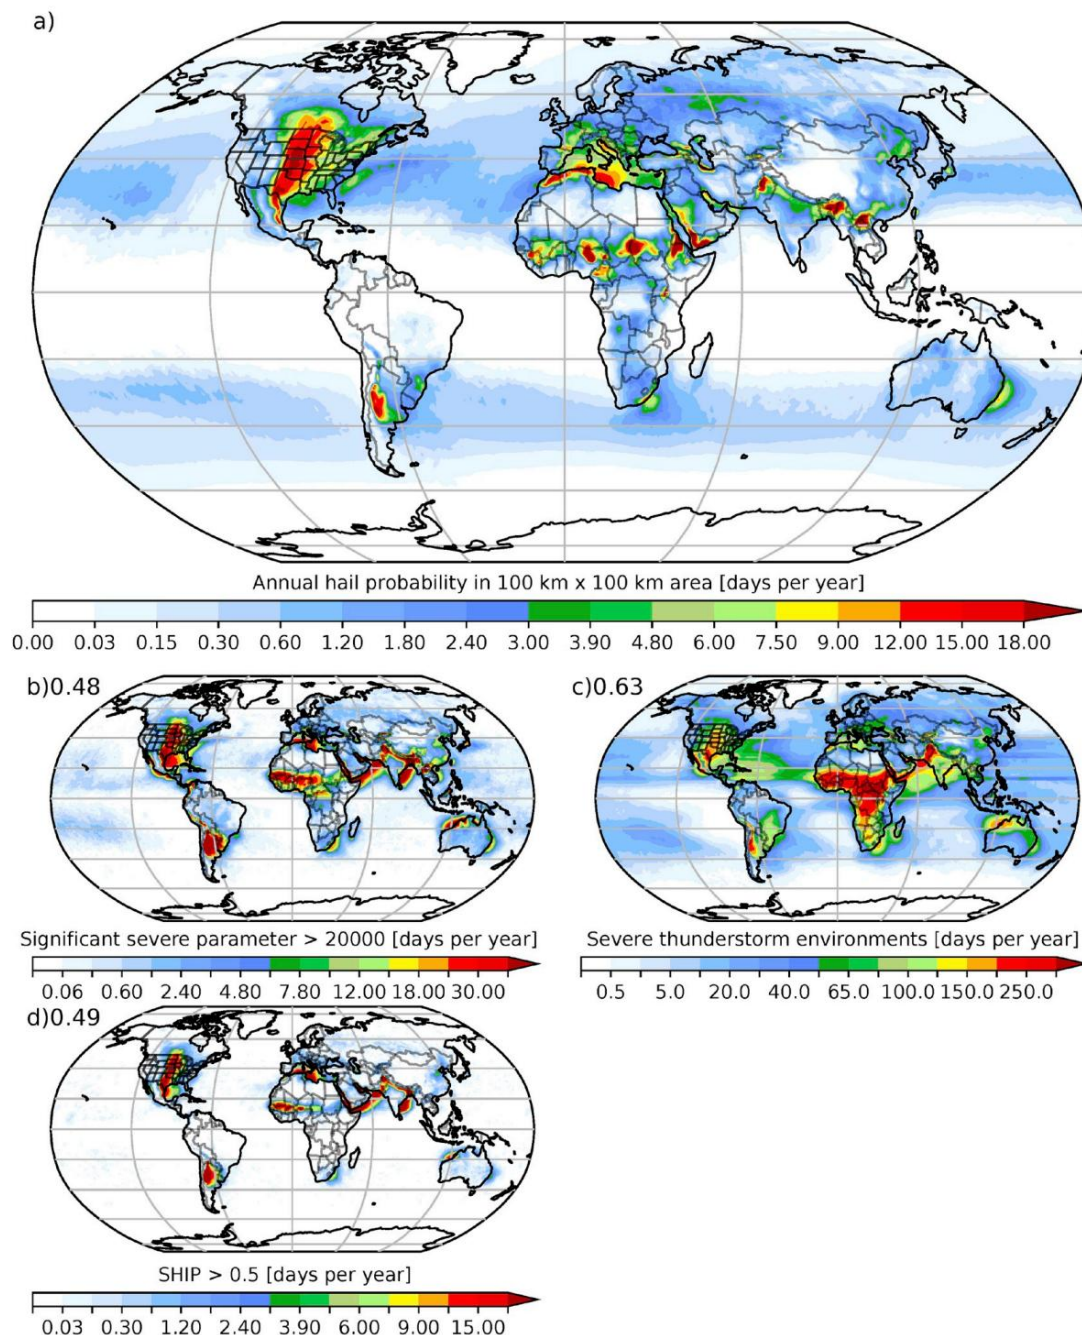 a)
Annual hail probability in 100 km x 100 km area [days per year]
0.00 0.03 0.15 0.30 0.60 1.20 1.80 2.40 3.00 3.90 4.80 6.00 7.50 9.00 12.00 15.00 18.00
b)0.48
c)0.63
Significant severe parameter > 20000 [days per year]
0.06 0.60 2.40 4.80 7.80 12.00 18.00 30.00
Severe thunderstorm environments [days per year]
0.5 5.0 20.0 40.0 65.0 100.0 150.0 250.0
d)0.49
SHIP > 0.5 [days per year]
0.03 0.30 1.20 2.40 3.90 6.00 9.00 15.00